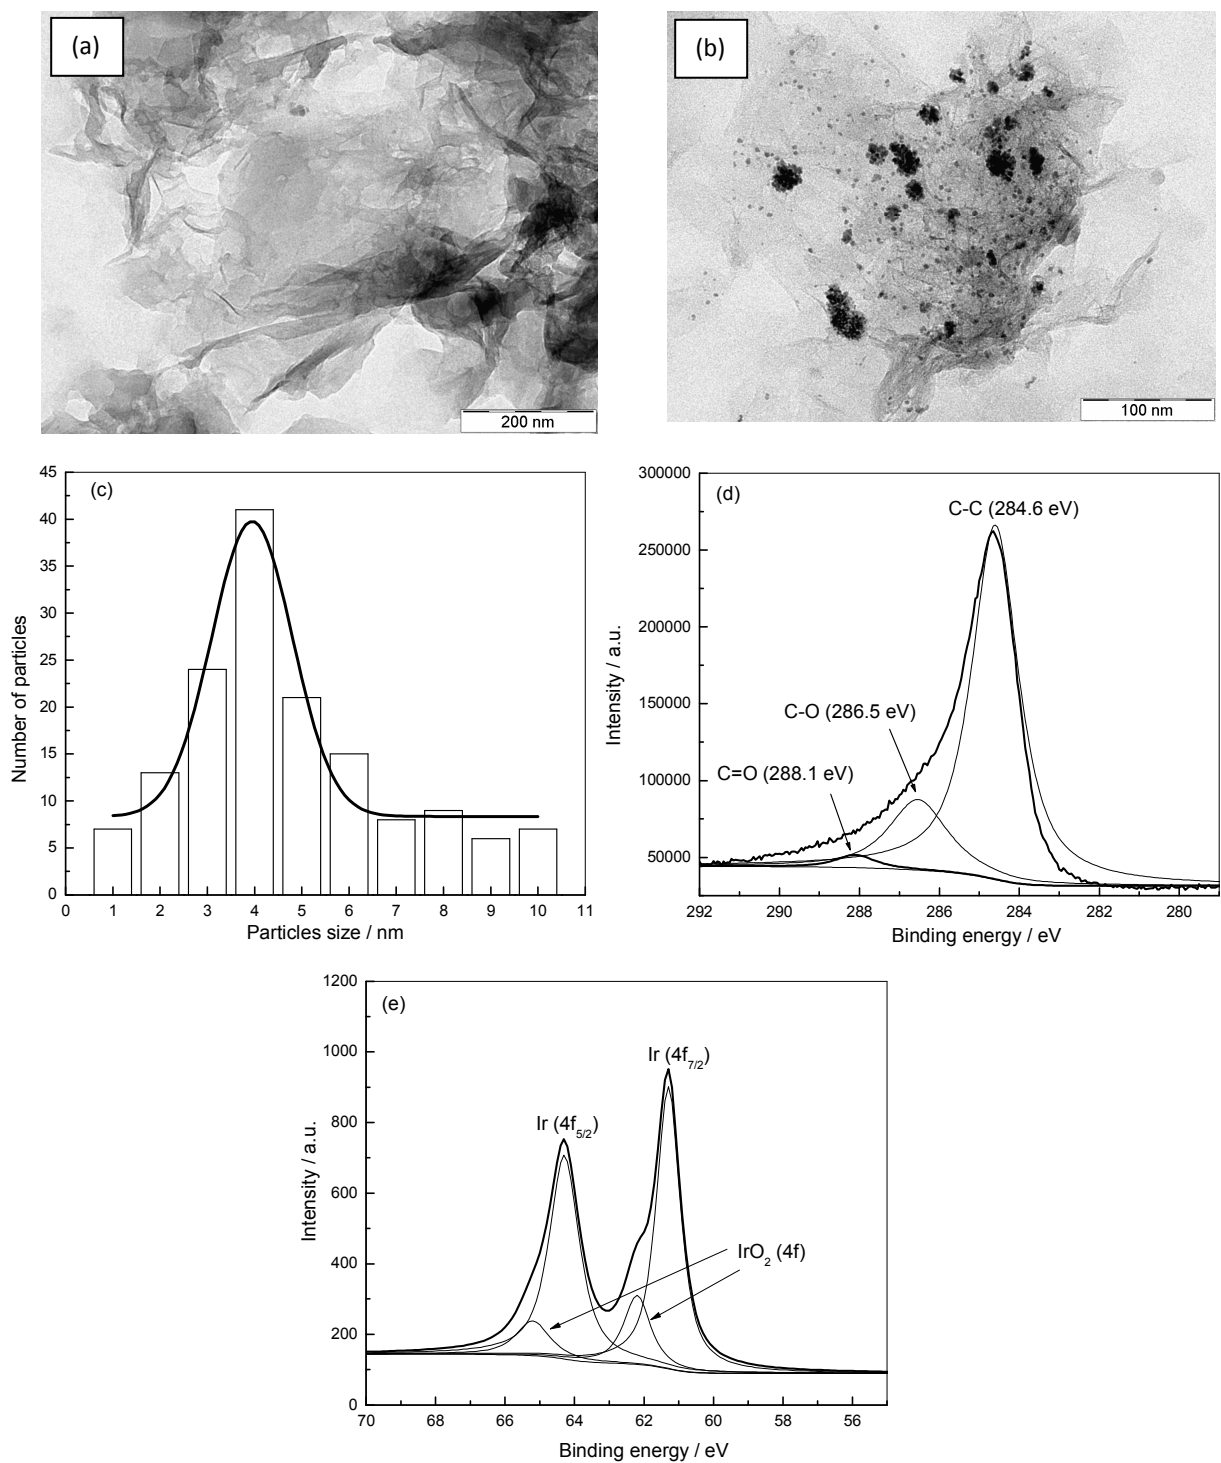 (a)
200 nm
(b)
100 nm
(c)
45
40
35
30
25
20
15
10
5
0
Number of particles
0 1 2 3 4 5 6 7 8 9 10 11
Particles size / nm
(d)
300000
250000
200000
150000
100000
50000
Intensity / a.u.
C-C (284.6 eV)
C-O (286.5 eV)
C=O (288.1 eV)
292 290 288 286 284 282 280
Binding energy / eV
(e)
1200
1000
800
600
400
200
0
Intensity / a.u.
Ir (4f7/2)
Ir (4f5/2)
IrO2 (4f)
70 68 66 64 62 60 58 56
Binding energy / eV